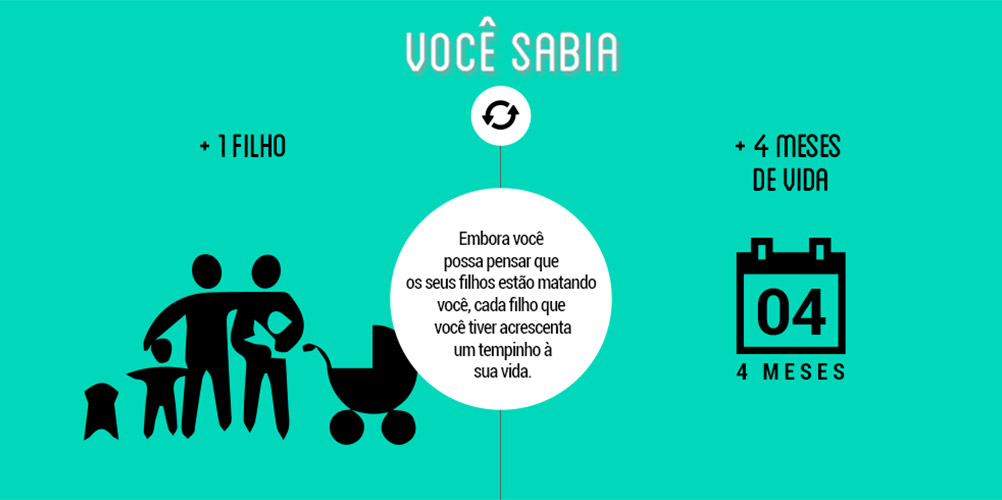 VOCÊ SABIA
+ 1 FILHO
+ 4 MESES
DE VIDA
Embora você
possa pensar que
os seus filhos estão matando
você, cada filho que
você tiver acrescenta
um tempinho à
sua vida.
04
4 MESES